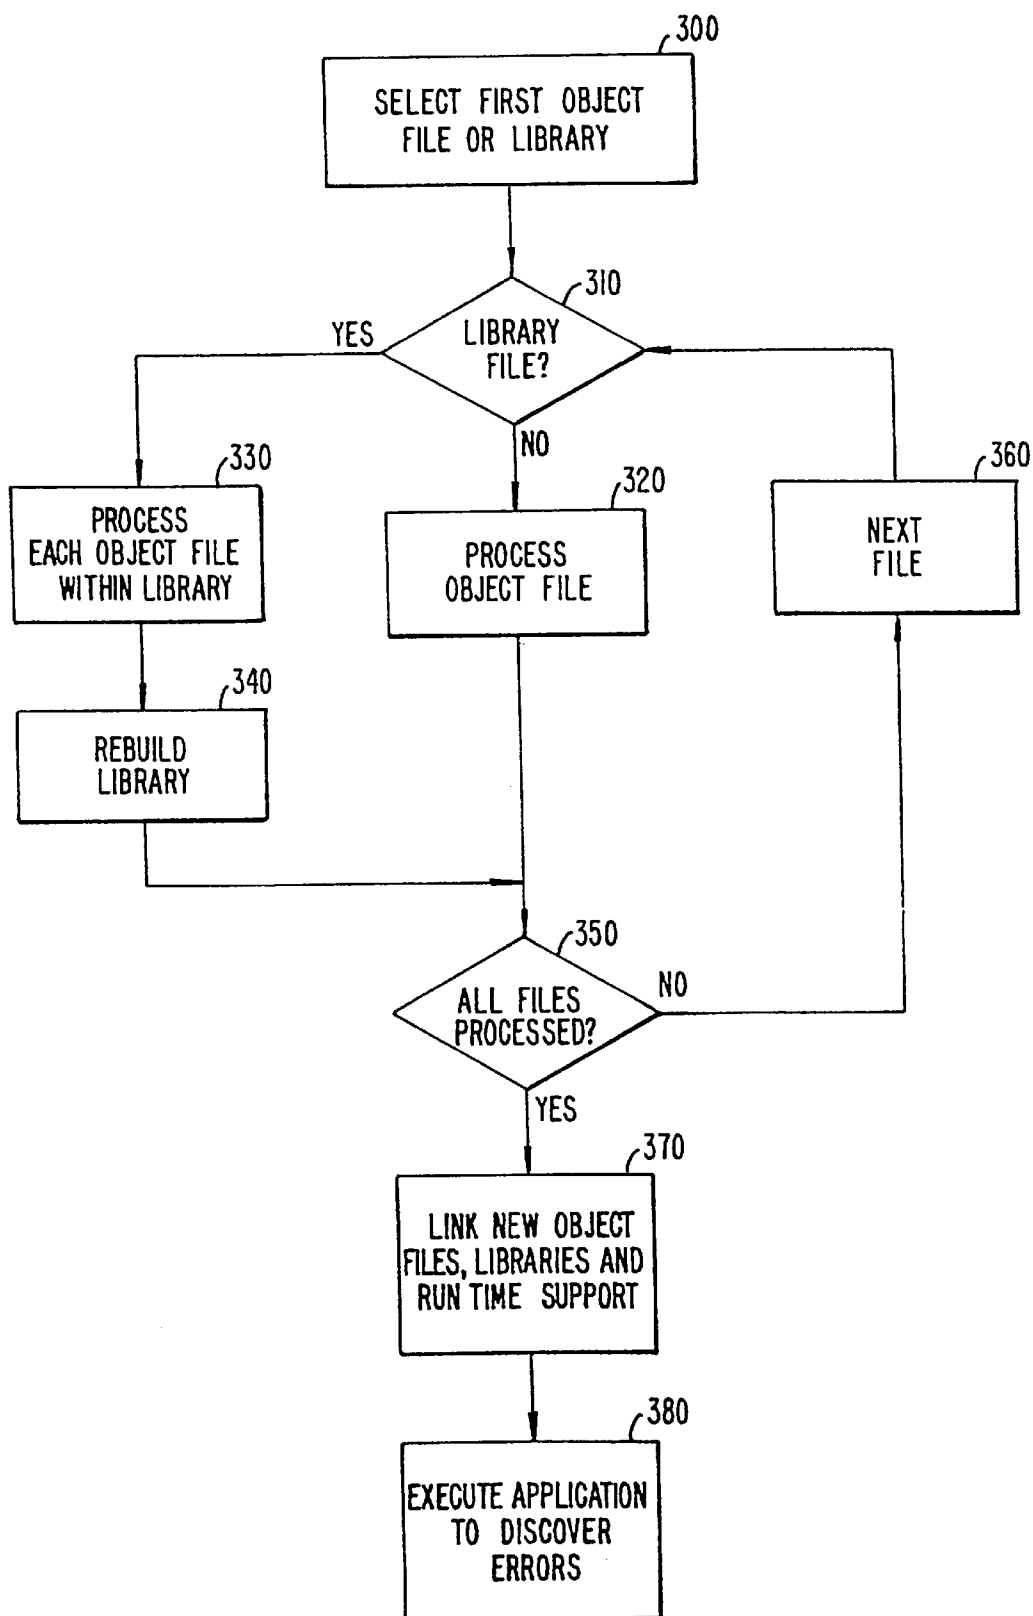 300
SELECT FIRST OBJECT
FILE OR LIBRARY
310
YES
LIBRARY
FILE?
NO
330
PROCESS
EACH OBJECT FILE
WITHIN LIBRARY
320
PROCESS
OBJECT FILE
360
NEXT
FILE
340
REBUILD
LIBRARY
350
ALL FILES
PROCESSED?
NO
YES
370
LINK NEW OBJECT
FILES, LIBRARIES AND
RUN TIME SUPPORT
380
EXECUTE APPLICATION
TO DISCOVER
ERRORS